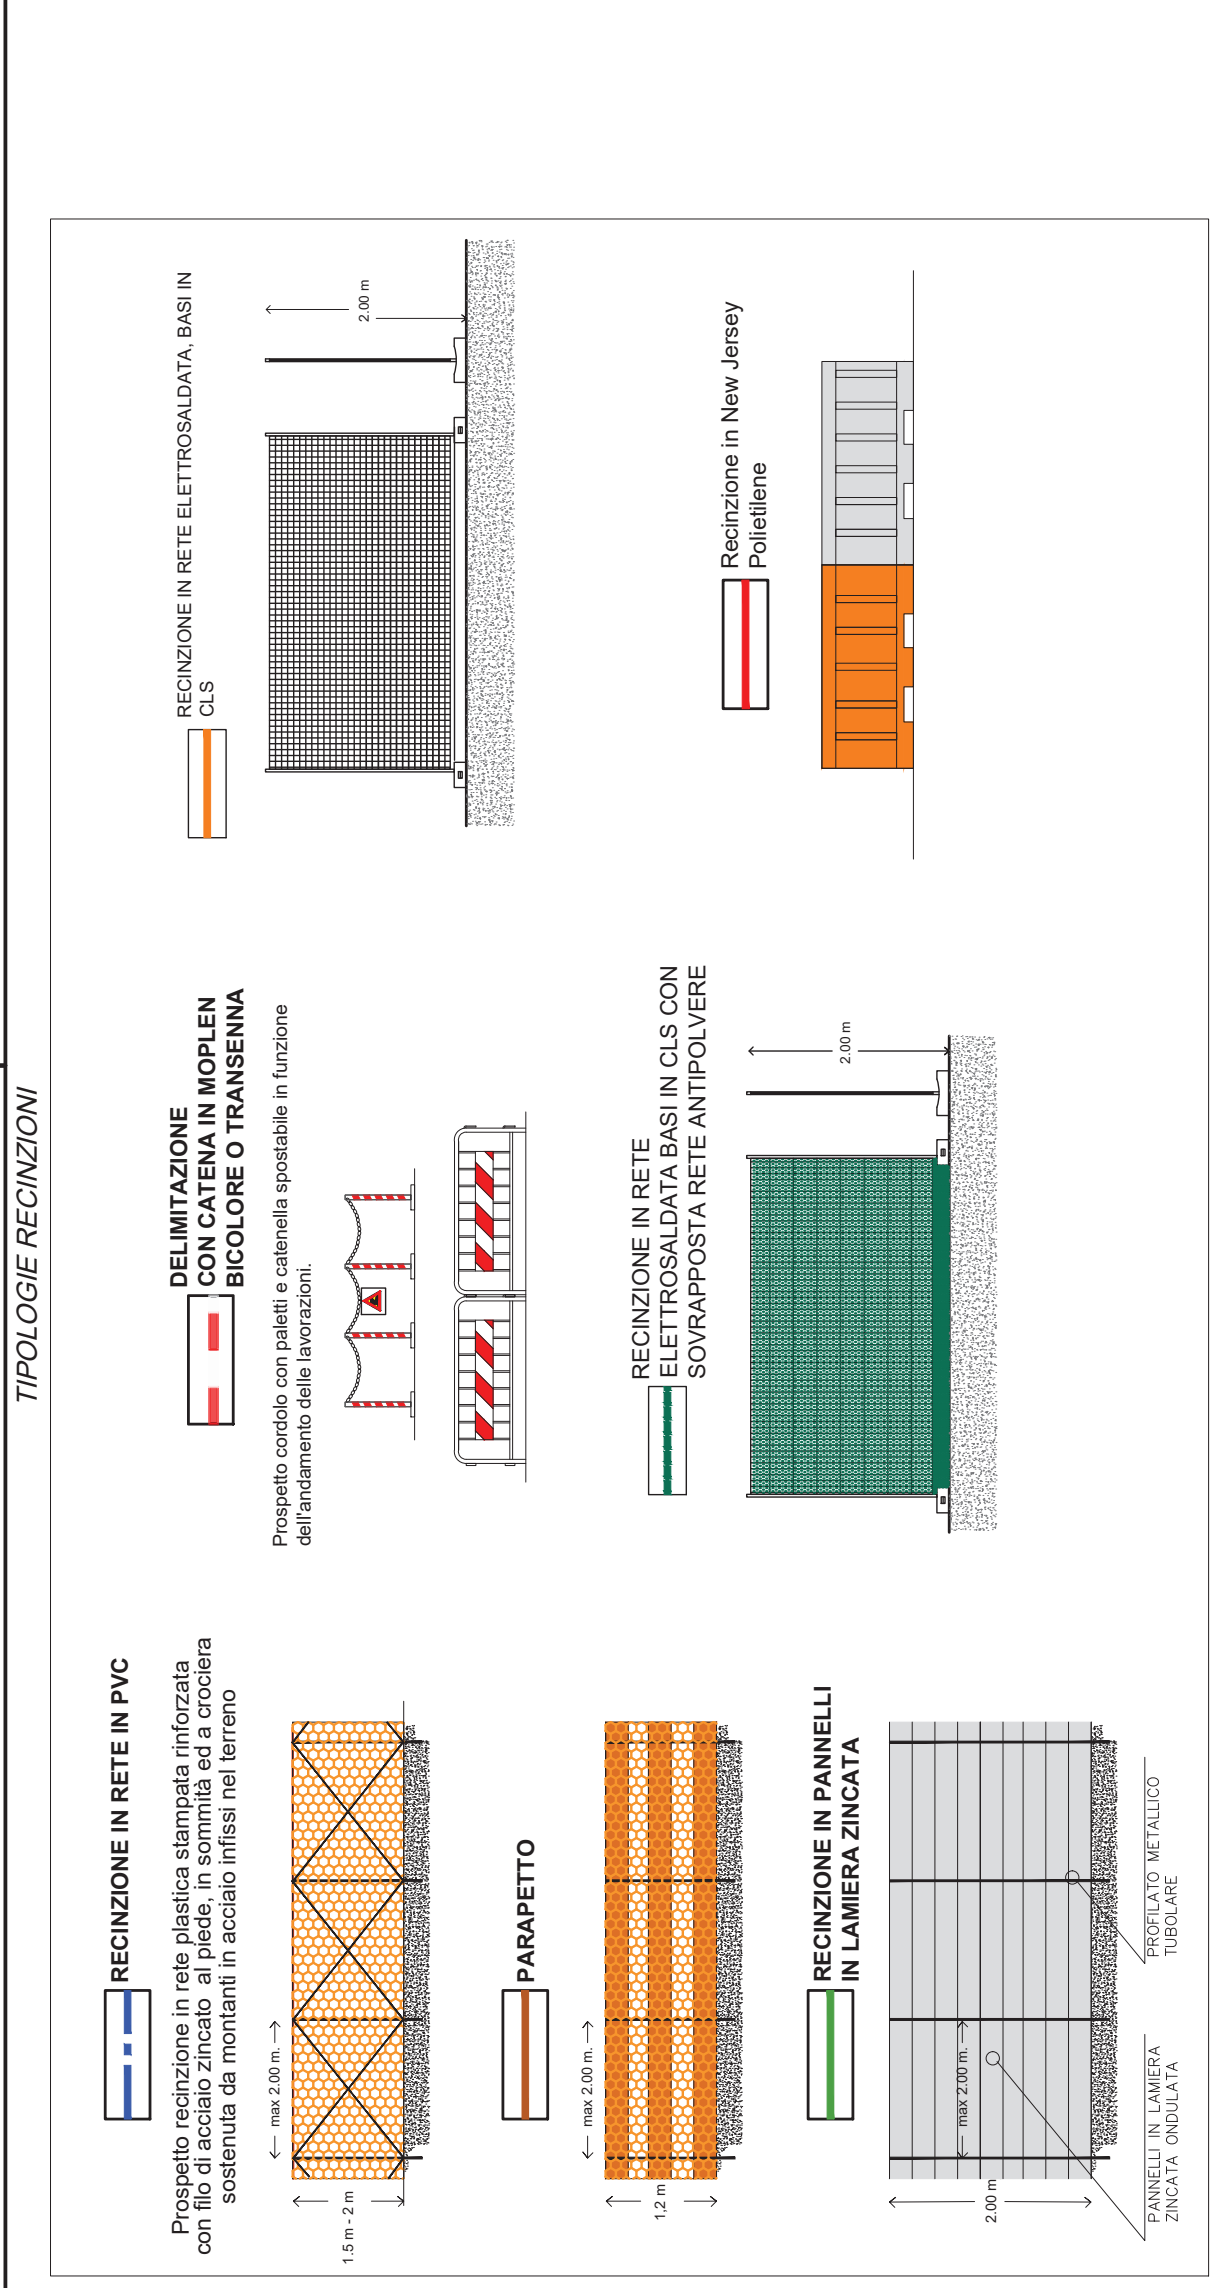 TIPOLOGIE RECINZIONI
RECINZIONE IN RETE IN PVC
Prospetto recinzione in rete plastica stampata rinforzata
con filo di acciaio zincato al piede, in sommità ed a crociera
sostenuta da montanti in acciaio infissi nel terreno
max 2.00 m.
1.5 m - 2 m
PARAPETTO
max 2.00 m.
1,2 m
RECINZIONE IN PANNELLI
IN LAMIERA ZINCATA
max 2.00 m.
2.00 m
PANNELLI IN LAMIERA
ZINCATA ONDULATA
PROFILATO METALLICO
TUBOLARE
DELIMITAZIONE
CON CATENA IN MOPLEN
BICOLORE O TRANSENNA
Prospetto cordolo con paletti e catenella spostabile in funzione
dell'andamento delle lavorazioni.
RECINZIONE IN RETE
ELETTROSALDATA BASI IN CLS CON
SOVRAPPOSTA RETE ANTIPOLVERE
2.00 m
RECINZIONE IN RETE ELETTROSALDATA, BASI IN
CLS
2.00 m
Recinzione in New Jersey
Polietilene